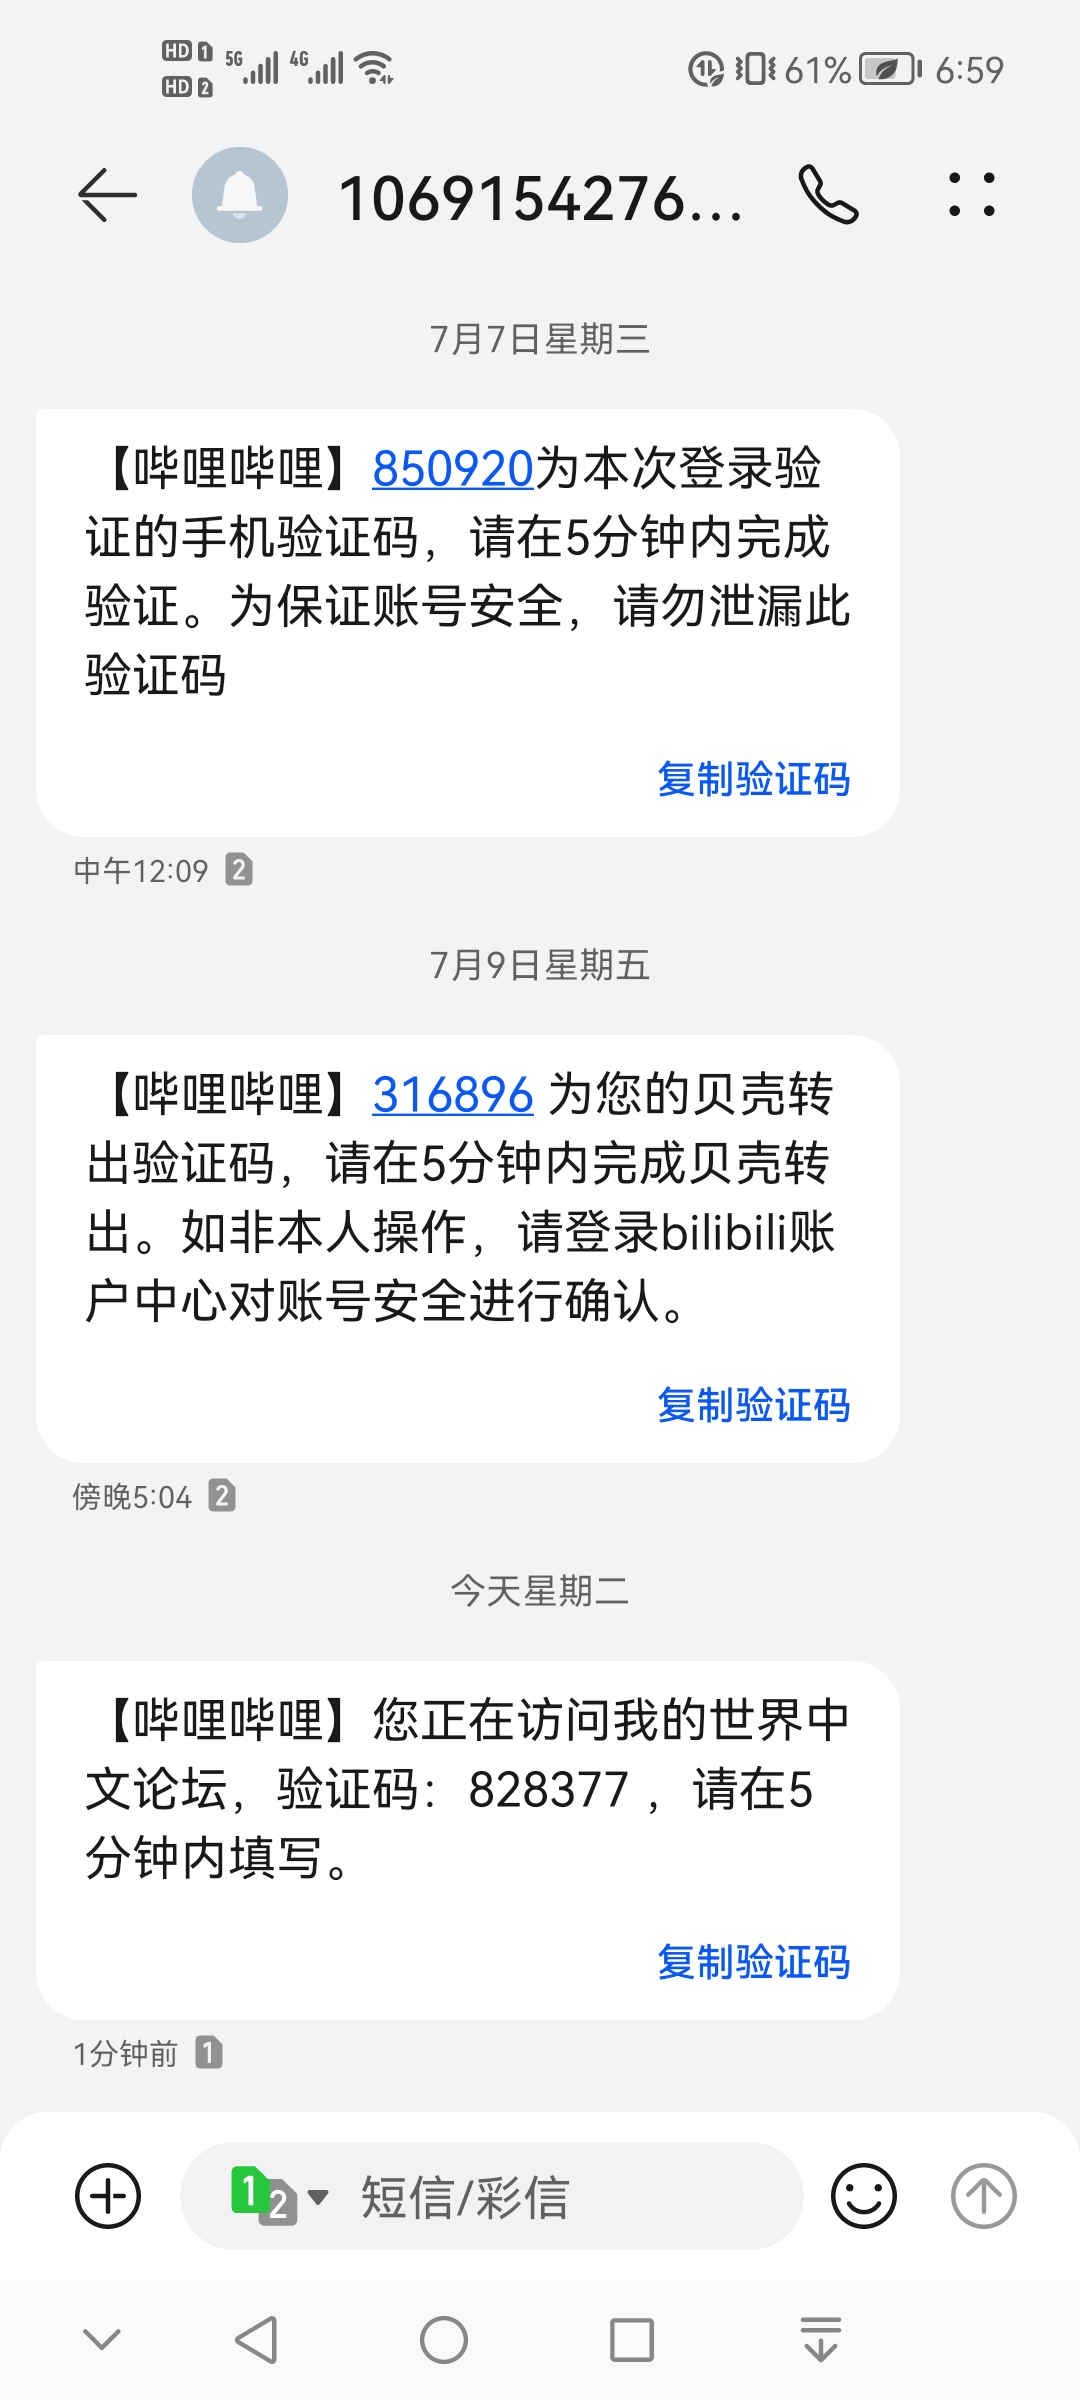 HD 1 5G 4G 61% 6:59
HD 2
1069154276...
7月7日星期三
【哔哩哔哩】850920为本次登录验
证的手机验证码，请在5分钟内完成
验证。为保证账号安全，请勿泄漏此
验证码
复制验证码
中午12:09 2
7月9日星期五
【哔哩哔哩】316896 为您的贝壳转
出验证码，请在5分钟内完成贝壳转
出。如非本人操作，请登录bilibili账
户中心对账号安全进行确认。
复制验证码
傍晚5:04 2
今天星期二
【哔哩哔哩】您正在访问我的世界中
文论坛，验证码：828377 ，请在5
分钟内填写。
复制验证码
1分钟前 1
1 2 短信/彩信